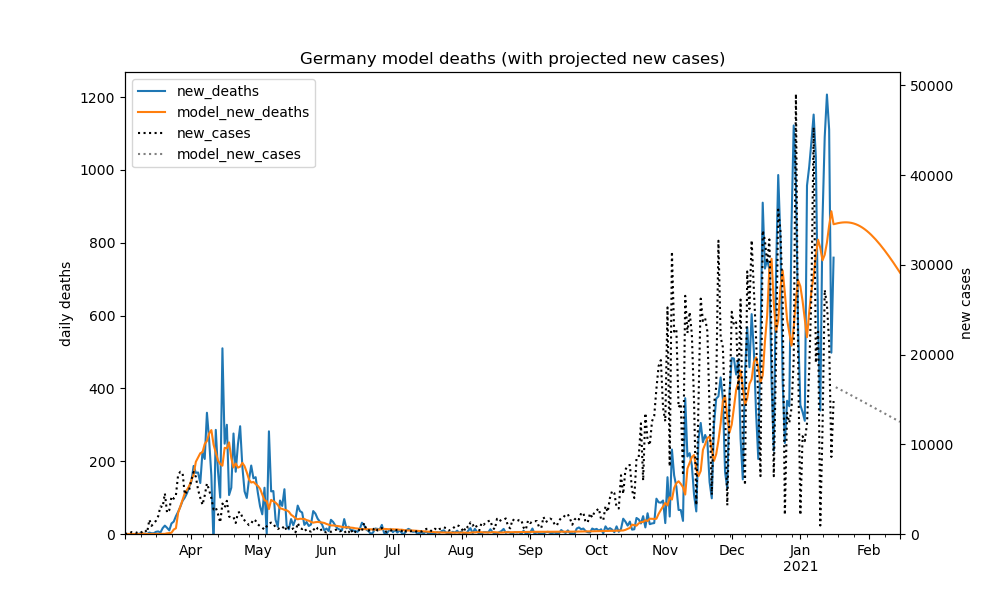 Germany model deaths (with projected new cases)
new_deaths
model_new_deaths
new_cases
model_new_cases
daily deaths
1200
1000
800
600
400
200
0
new cases
50000
40000
30000
20000
10000
0
Apr May Jun Jul Aug Sep Oct Nov Dec Jan Feb
2021